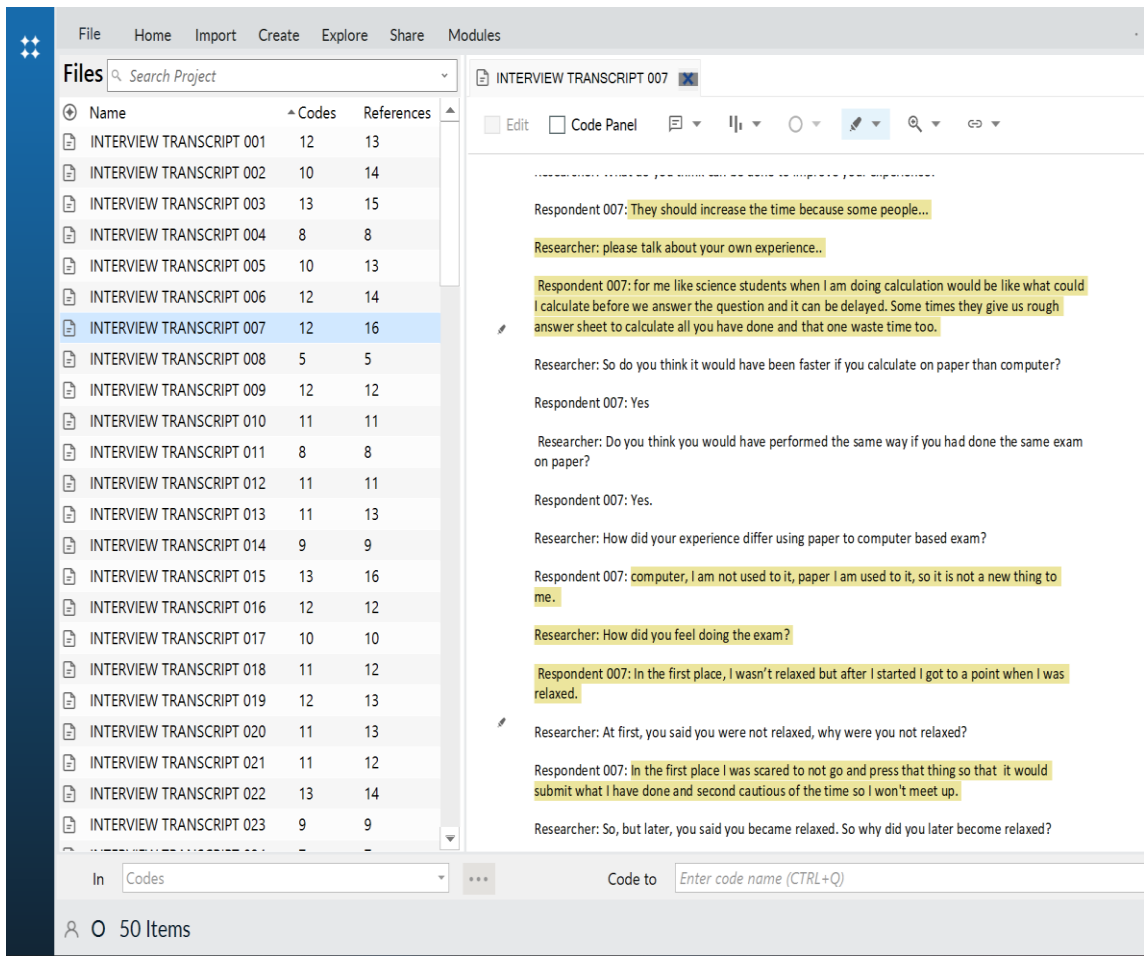 File Home Import Create Explore Share Modules
Files Search Project
Name Codes References
INTERVIEW TRANSCRIPT 001 12 13
INTERVIEW TRANSCRIPT 002 10 14
INTERVIEW TRANSCRIPT 003 13 15
INTERVIEW TRANSCRIPT 004 8 8
INTERVIEW TRANSCRIPT 005 10 13
INTERVIEW TRANSCRIPT 006 12 14
INTERVIEW TRANSCRIPT 007 12 16
INTERVIEW TRANSCRIPT 008 5 5
INTERVIEW TRANSCRIPT 009 12 12
INTERVIEW TRANSCRIPT 010 11 11
INTERVIEW TRANSCRIPT 011 8 8
INTERVIEW TRANSCRIPT 012 11 11
INTERVIEW TRANSCRIPT 013 11 13
INTERVIEW TRANSCRIPT 014 9 9
INTERVIEW TRANSCRIPT 015 13 16
INTERVIEW TRANSCRIPT 016 12 12
INTERVIEW TRANSCRIPT 017 10 10
INTERVIEW TRANSCRIPT 018 11 12
INTERVIEW TRANSCRIPT 019 12 13
INTERVIEW TRANSCRIPT 020 11 13
INTERVIEW TRANSCRIPT 021 11 12
INTERVIEW TRANSCRIPT 022 13 14
INTERVIEW TRANSCRIPT 023 9 9
INTERVIEW TRANSCRIPT 007
Edit Code Panel
Respondent 007: They should increase the time because some people...
Researcher: please talk about your own experience..
Respondent 007: for me like science students when I am doing calculation would be like what could
I calculate before we answer the question and it can be delayed. Some times they give us rough
answer sheet to calculate all you have done and that one waste time too.
Researcher: So do you think it would have been faster if you calculate on paper than computer?
Respondent 007: Yes
Researcher: Do you think you would have performed the same way if you had done the same exam
on paper?
Respondent 007: Yes.
Researcher: How did your experience differ using paper to computer based exam?
Respondent 007: computer, I am not used to it, paper I am used to it, so it is not a new thing to
me.
Researcher: How did you feel doing the exam?
Respondent 007: In the first place, I wasn't relaxed but after I started I got to a point when I was
relaxed.
Researcher: At first, you said you were not relaxed, why were you not relaxed?
Respondent 007: In the first place I was scared to not go and press that thing so that it would
submit what I have done and second cautious of the time so I won't meet up.
Researcher: So, but later, you said you became relaxed. So why did you later become relaxed?
In Codes Code to Enter code name (CTRL+Q)
50 Items